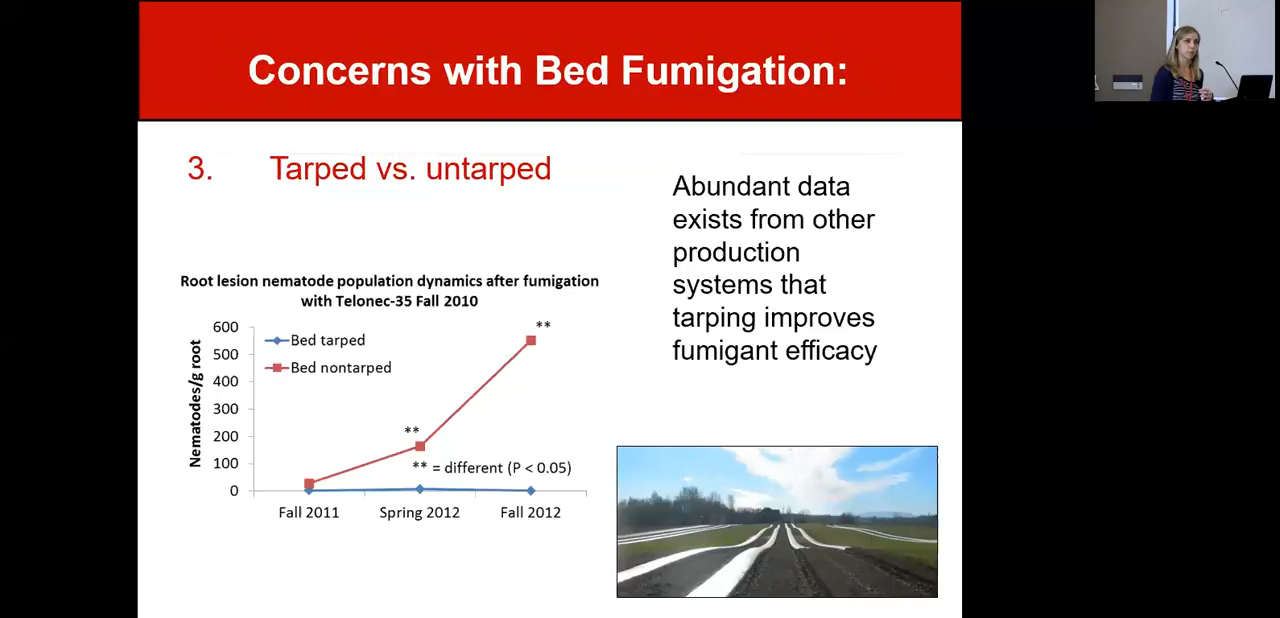 Concerns with Bed Fumigation:
3. Tarped vs. untarped
Abundant data
exists from other
production
systems that
tarping improves
fumigant efficacy
Root lesion nematode population dynamics after fumigation
with Telonec-35 Fall 2010
Nematodes/g root
600
500
400
300
200
100
0
Bed tarped
Bed nontarped
**
**
** = different (P < 0.05)
Fall 2011 Spring 2012 Fall 2012